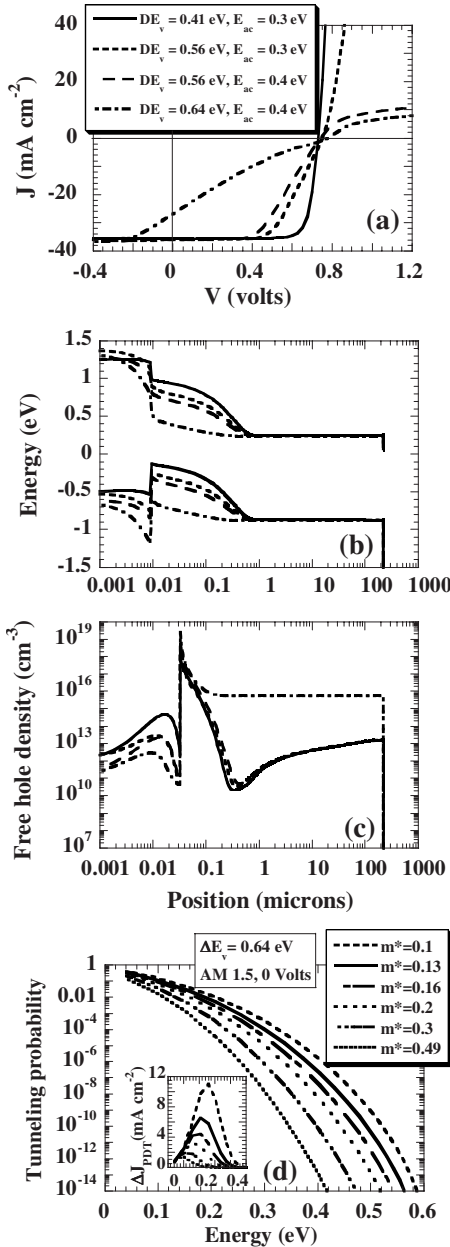 DE_v = 0.41 eV, E_ac = 0.3 eV
DE_v = 0.56 eV, E_ac = 0.3 eV
DE_v = 0.56 eV, E_ac = 0.4 eV
DE_v = 0.64 eV, E_ac = 0.4 eV
40
20
0
-20
-40
J (mA cm^-2)
(a)
-0.4 0 0.4 0.8 1.2
V (volts)
1.5
1
0.5
0
-0.5
-1
-1.5
Energy (eV)
(b)
0.001 0.01 0.1 1 10 100 1000
10^19
10^16
10^13
10^10
10^7
Free hole density (cm^-3)
(c)
0.001 0.01 0.1 1 10 100 1000
Position (microns)
ΔE_v = 0.64 eV
AM 1.5, 0 Volts
m*=0.1
m*=0.13
m*=0.16
m*=0.2
m*=0.3
m*=0.49
1
0.01
10^-4
10^-6
10^-8
10^-10
10^-12
10^-14
Tunneling probability
12
8
4
0
ΔJ_PDT (mA cm^-2)
0 0.2 0.4
(d)
0 0.1 0.2 0.3 0.4 0.5 0.6
Energy (eV)